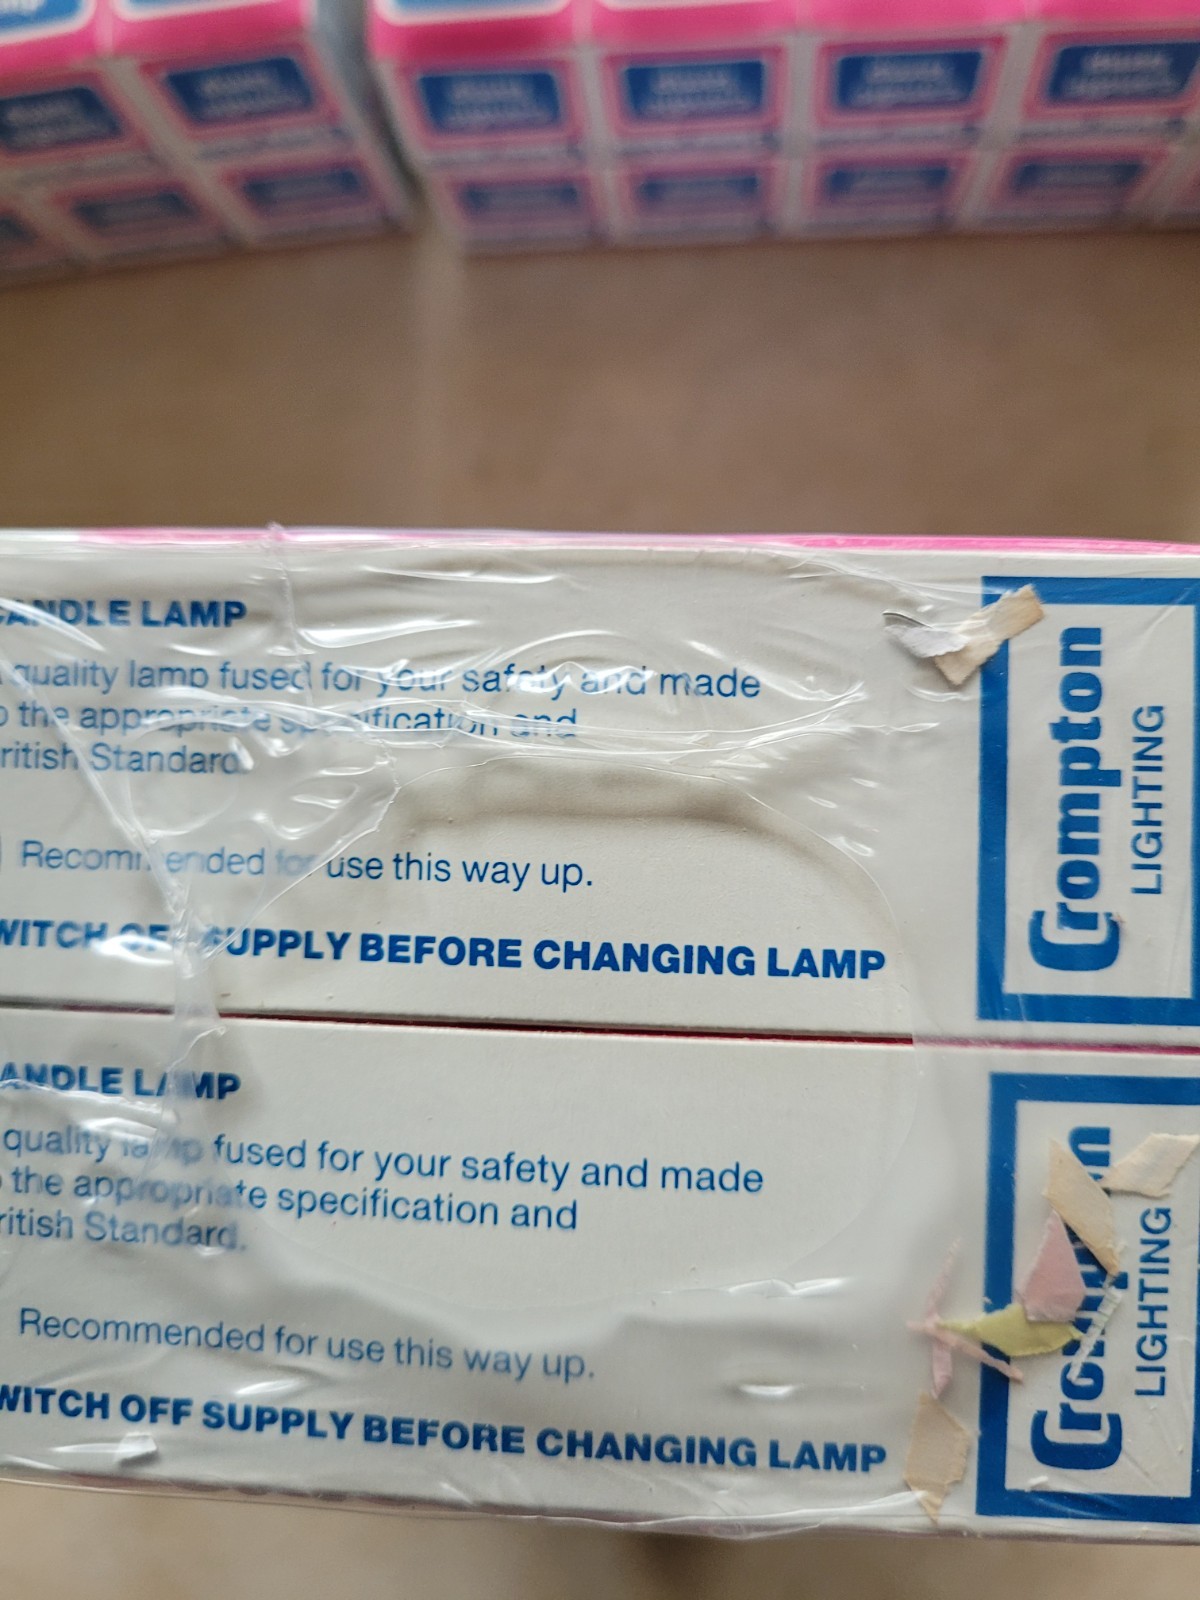 CANDLE LAMP
quality lamp fused for your safety and made
the appropriate specification and
ritish Standard.
Recommended for use this way up.
WITCH OFF SUPPLY BEFORE CHANGING LAMP
Crompton
LIGHTING
ANDLE LAMP
quality lamp fused for your safety and made
the appropriate specification and
ritish Standard.
Recommended for use this way up.
WITCH OFF SUPPLY BEFORE CHANGING LAMP
Crompton
LIGHTING